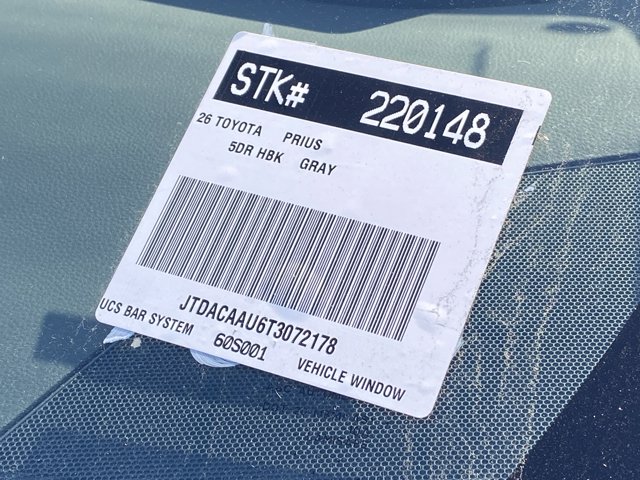 STK# 220148
26 TOYOTA PRIUS
5DR HBK GRAY
JTDACAAU6T3072178
UCS BAR SYSTEM 60S001 VEHICLE WINDOW